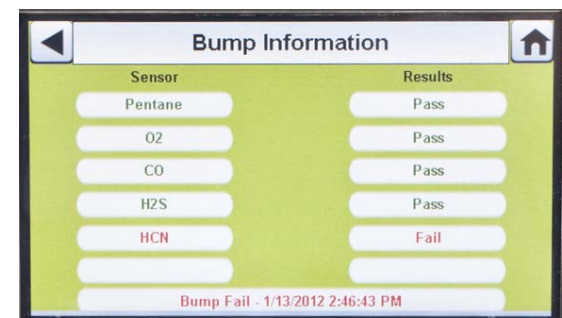 Bump Information
Sensor Results
Pentane Pass
O2 Pass
CO Pass
H2S Pass
HCN Fail
Bump Fail - 1/13/2012 2:46:43 PM